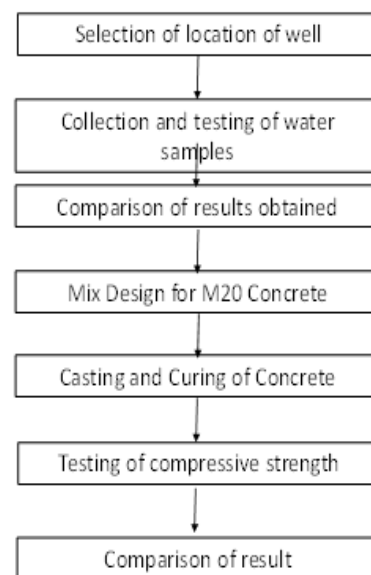 Selection of location of well
Collection and testing of water
samples
Comparison of results obtained
Mix Design for M20 Concrete
Casting and Curing of Concrete
Testing of compressive strength
Comparison of result